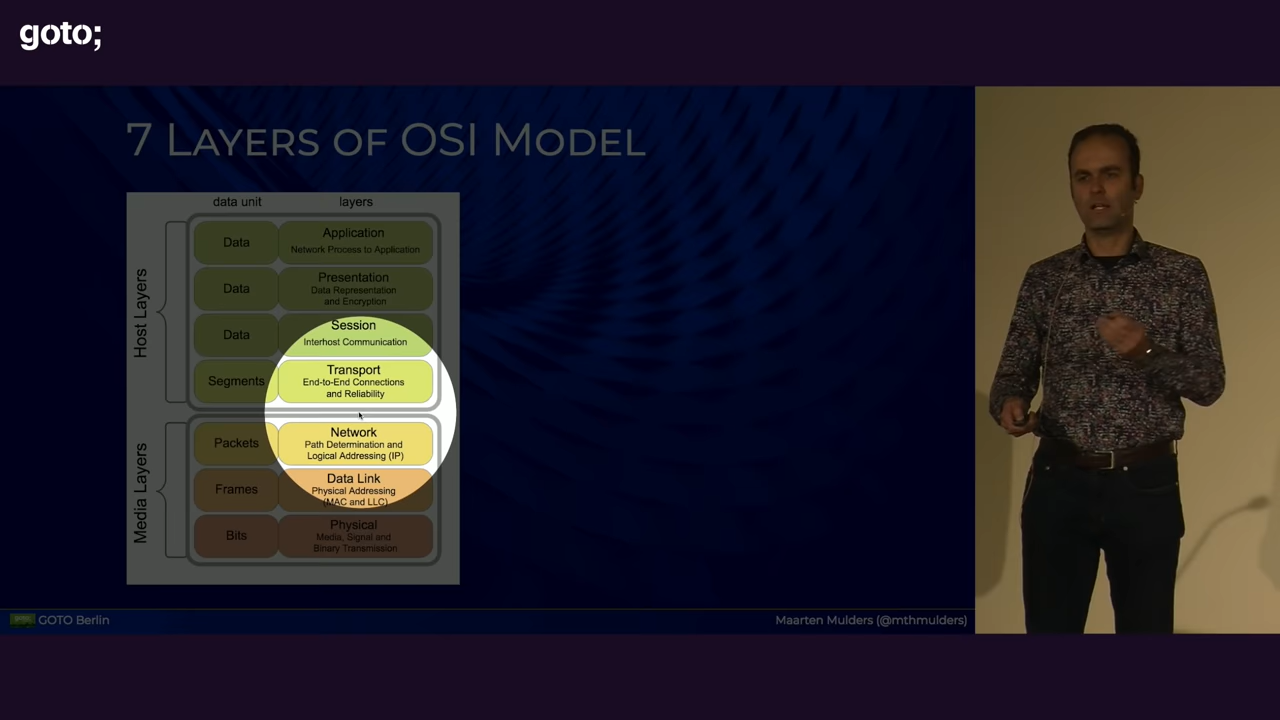 goto;
7 LAYERS OF OSI MODEL
data unit
layers
Host Layers
Data
Application
Network Process to Application
Data
Presentation
Data Representation
and Encryption
Data
Session
Interhost Communication
Segments
Transport
End-to-End Connections
and Reliability
Media Layers
Packets
Network
Path Determination and
Logical Addressing (IP)
Frames
Data Link
Physical Addressing
(MAC and LLC)
Bits
Physical
Media, Signal and
Binary Transmission
GOTO Berlin
Maarten Mulders (@mthmulders)